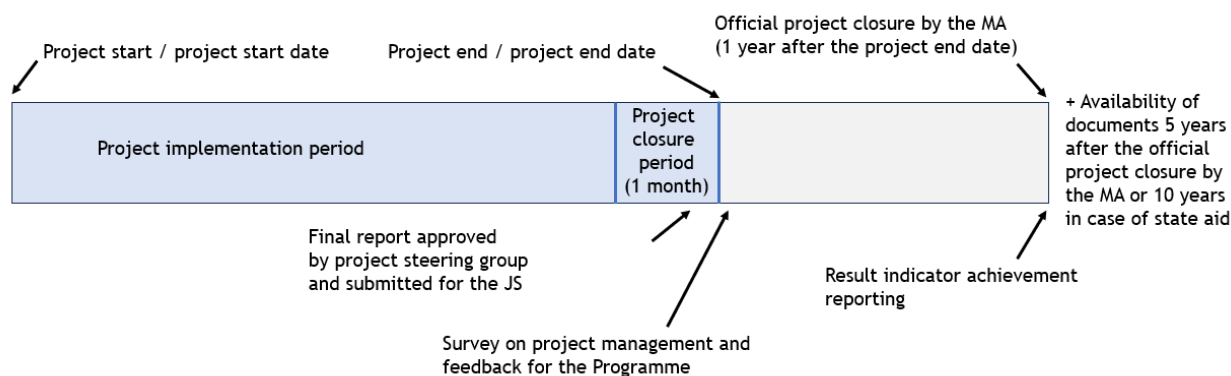 Project start / project start date
Project end / project end date
Official project closure by the MA
(1 year after the project end date)
Project implementation period
Project
closure
period
(1 month)
+ Availability of
documents 5 years
after the official
project closure by
the MA or 10 years
in case of state aid
Final report approved
by project steering group
and submitted for the JS
Survey on project management and
feedback for the Programme
Result indicator achievement
reporting